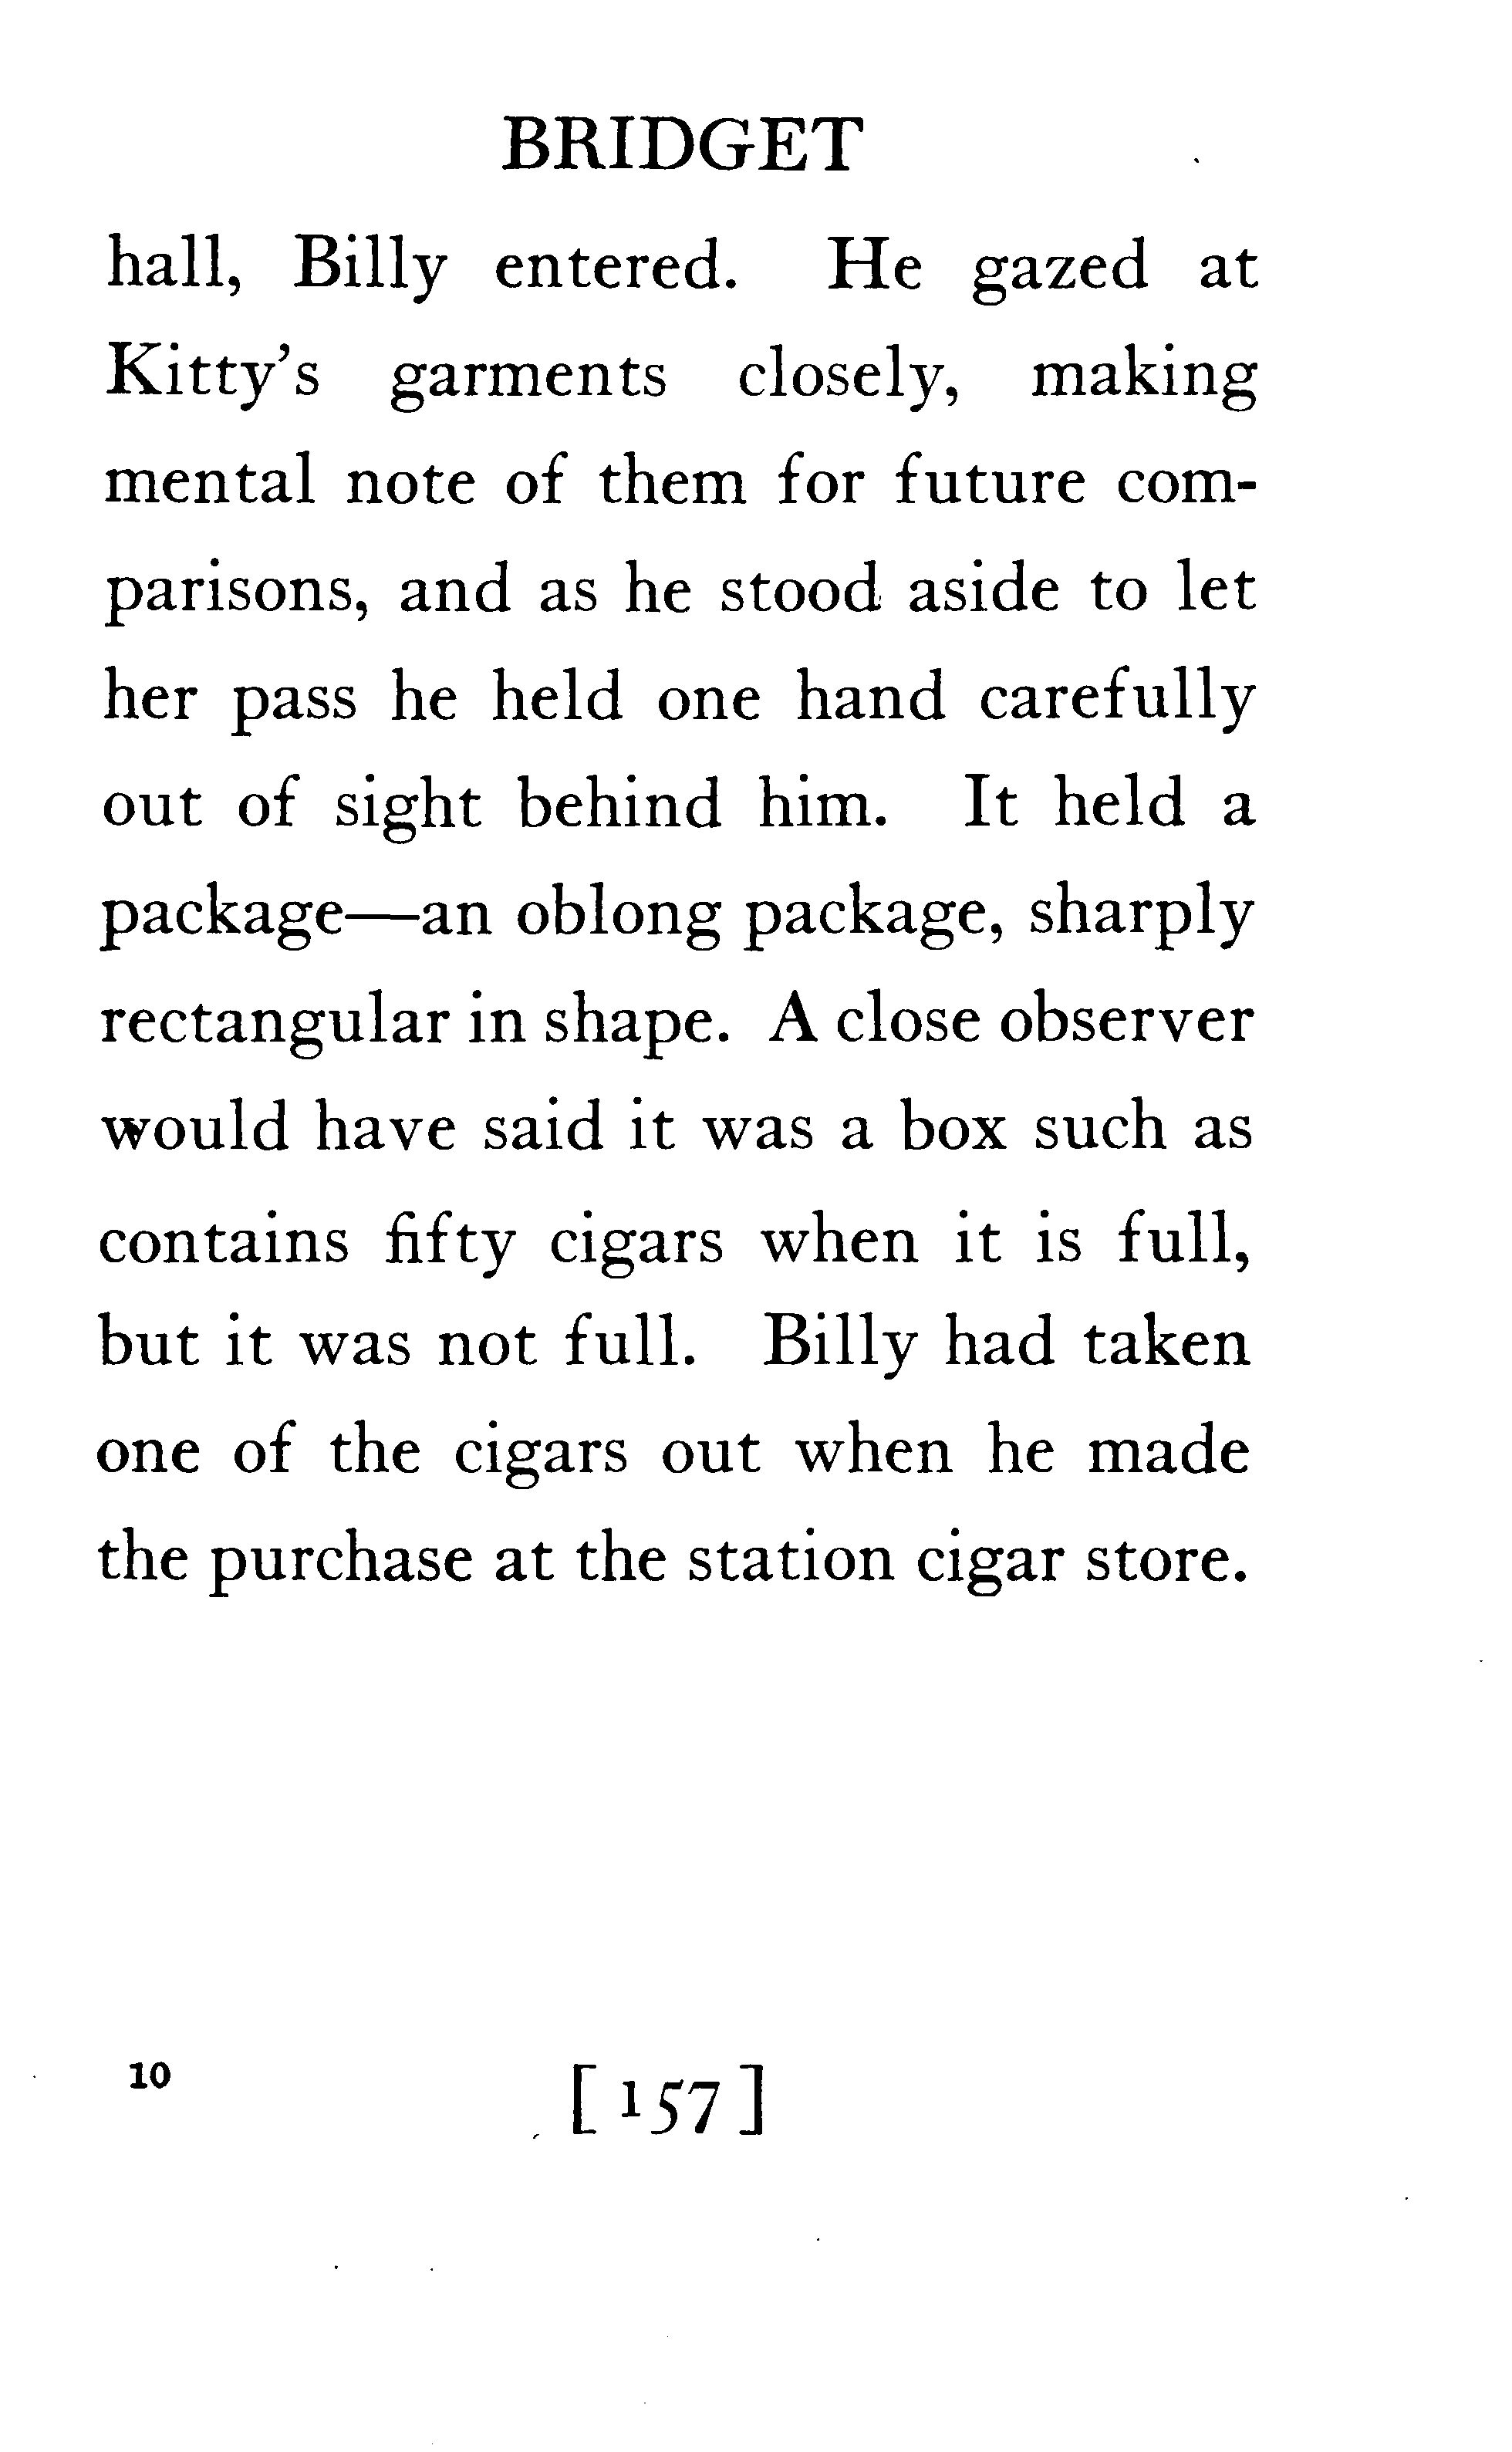 BRIDGET
hall, Billy entered. He gazed at
Kitty's garments closely, making
mental note of them for future com-
parisons, and as he stood aside to let
her pass he held one hand carefully
out of sight behind him. It held a
package—an oblong package, sharply
rectangular in shape. A close observer
would have said it was a box such as
contains fifty cigars when it is full,
but it was not full. Billy had taken
one of the cigars out when he made
the purchase at the station cigar store.
10 [157]